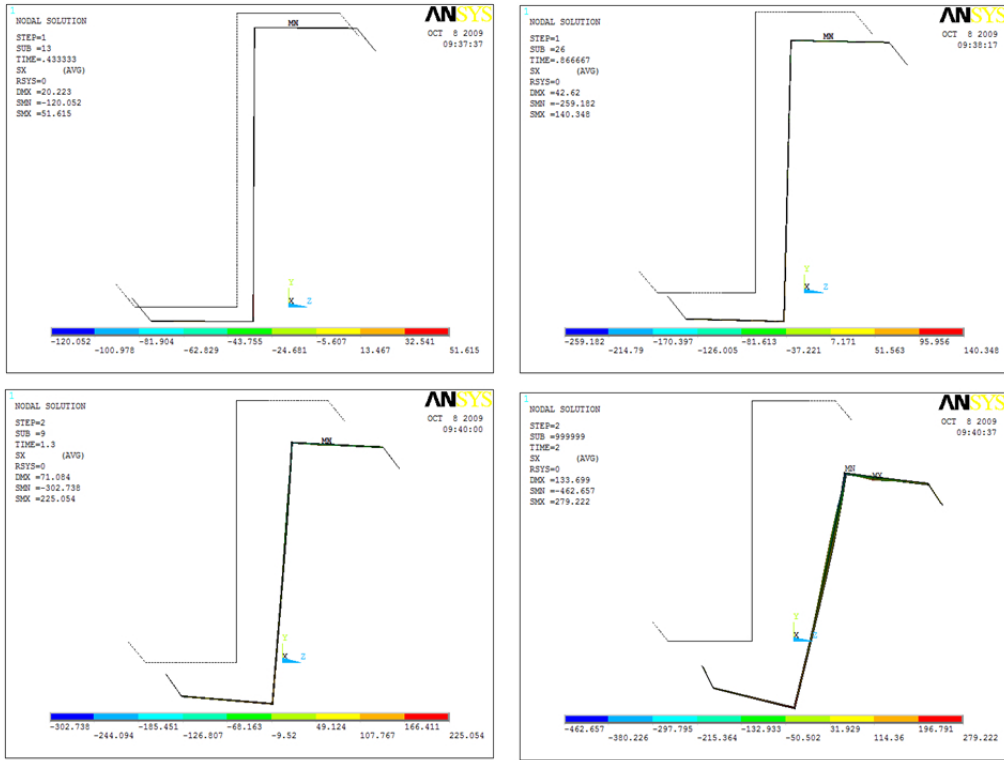 1
NODAL SOLUTION
STEP=1
SUB =13
TIME=.433333
SX (AVG)
RSYS=0
DMX =20.223
SMN =-120.052
SMX =51.615
ANSYS
OCT 8 2009
09:37:37
MN
Y
X Z
-120.052 -81.904 -43.755 -5.607 32.541
-100.978 -62.829 -24.681 13.467 51.615
1
NODAL SOLUTION
STEP=1
SUB =26
TIME=.866667
SX (AVG)
RSYS=0
DMX =42.62
SMN =-259.182
SMX =140.348
ANSYS
OCT 8 2009
09:38:17
MN
Y
X Z
-259.182 -170.397 -81.613 7.171 95.956
-214.79 -126.005 -37.221 51.563 140.348
1
NODAL SOLUTION
STEP=2
SUB =9
TIME=1.3
SX (AVG)
RSYS=0
DMX =71.084
SMN =-302.738
SMX =225.054
ANSYS
OCT 8 2009
09:40:00
Y
X Z
-302.738 -185.451 -68.163 49.124 166.411
-244.094 -126.807 -9.52 107.767 225.054
1
NODAL SOLUTION
STEP=2
SUB =999999
TIME=2
SX (AVG)
RSYS=0
DMX =133.699
SMN =-462.657
SMX =279.222
ANSYS
OCT 8 2009
09:40:37
MN MX
Y
X
-462.657 -297.795 -132.933 31.929 196.791
-380.226 -215.364 -50.502 114.36 279.222